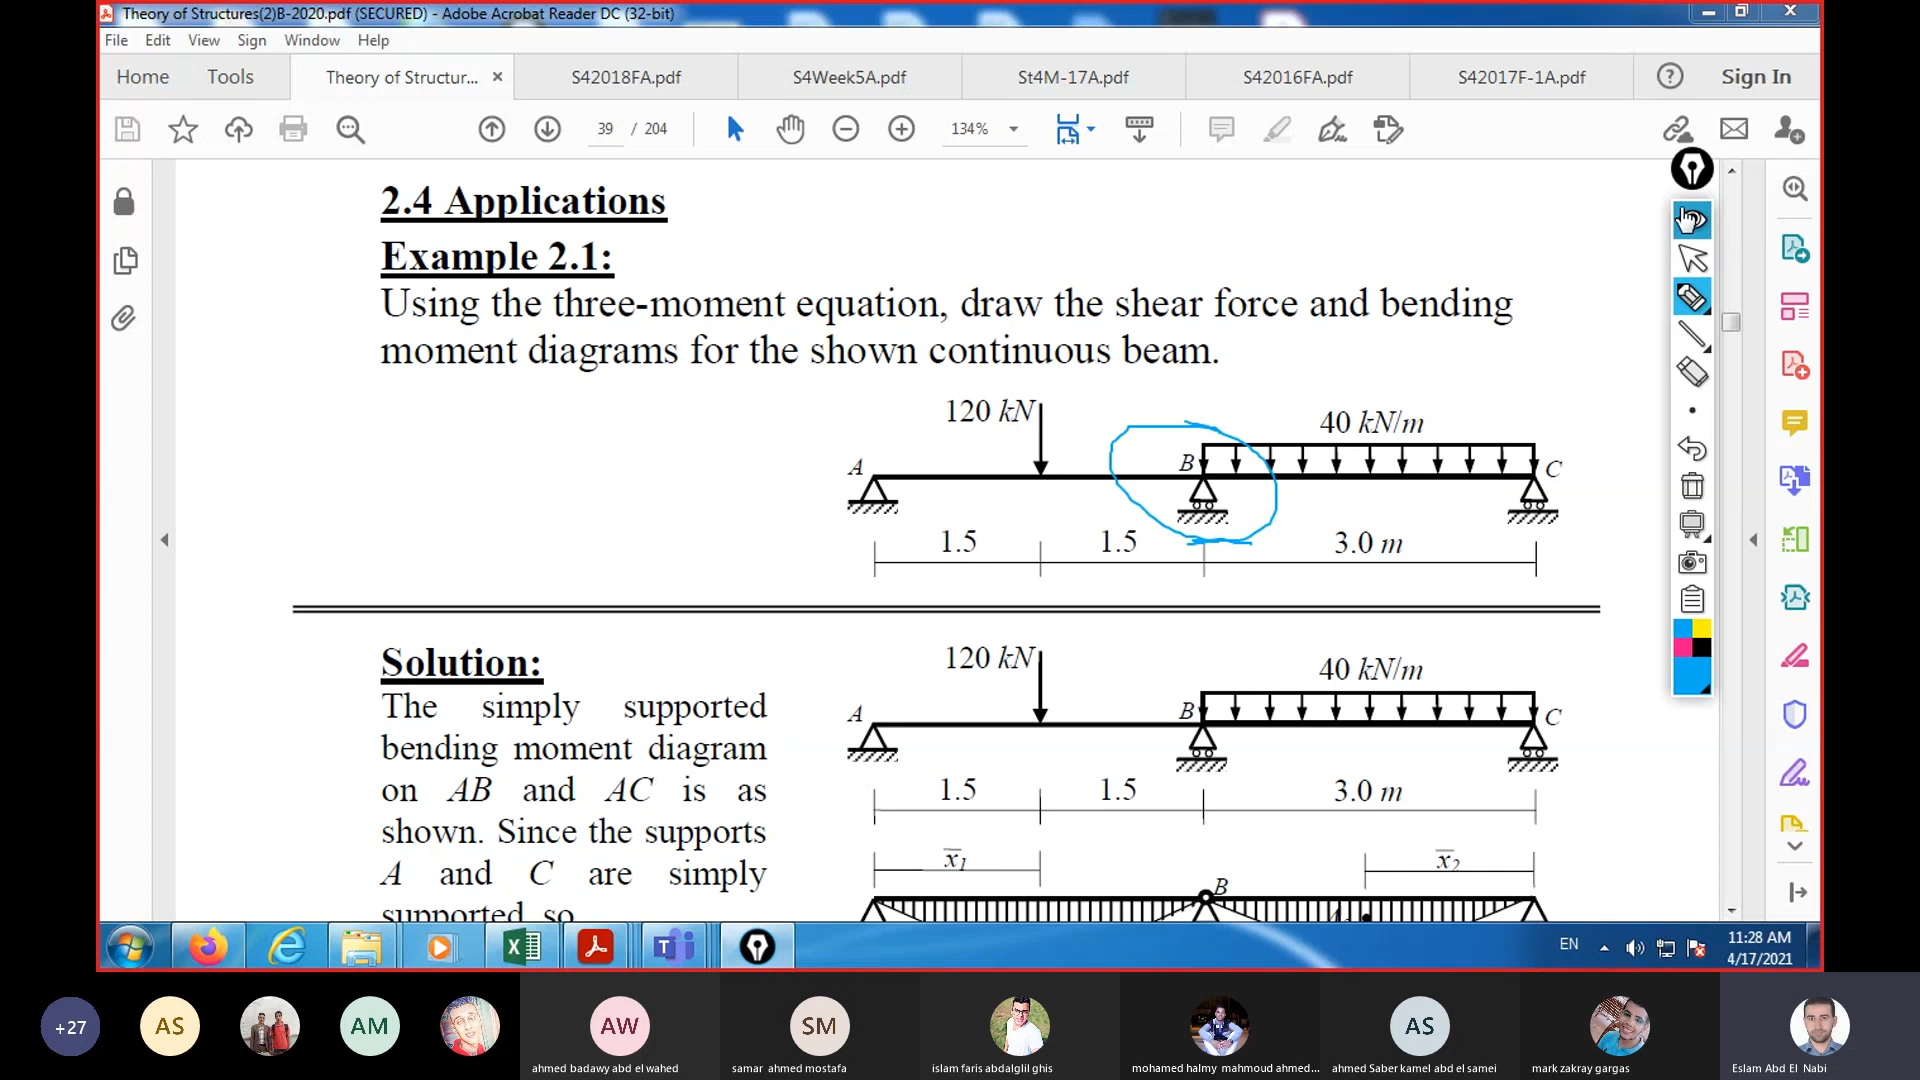 Theory of Structures(2)B-2020.pdf (SECURED) - Adobe Acrobat Reader DC (32-bit)
File Edit View Sign Window Help
Home Tools Theory of Structur... × S42018FA.pdf S4Week5A.pdf St4M-17A.pdf S42016FA.pdf S42017F-1A.pdf Sign In
39 / 204 134%
2.4 Applications
Example 2.1:
Using the three-moment equation, draw the shear force and bending
moment diagrams for the shown continuous beam.
120 kN
40 kN/m
A B C
1.5 1.5 3.0 m
Solution:
The simply supported
bending moment diagram
on AB and AC is as
shown. Since the supports
A and C are simply
supported, so
120 kN
40 kN/m
A B C
1.5 1.5 3.0 m
x̅1 x̅2
B
EN
11:28 AM
4/17/2021
+27
AS
AM
AW
SM
AS
ahmed badawy abd el wahed
samar ahmed mostafa
islam faris abdalglil ghis
mohamed halmy mahmoud ahmed...
ahmed Saber kamel abd el samei
mark zakray gargas
Eslam Abd El Nabi